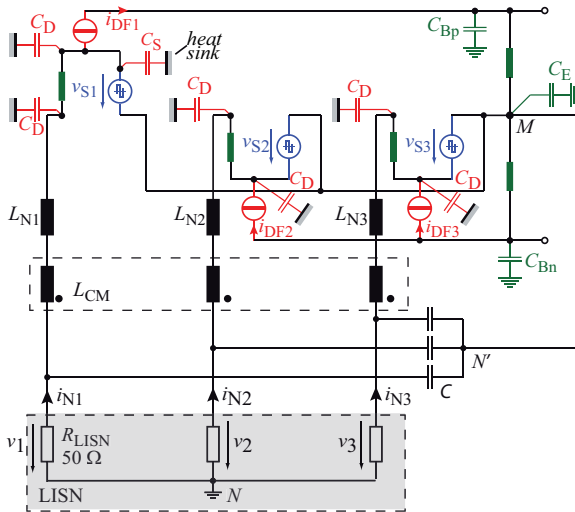 C_D
i_DF1
C_S
heat
sink
C_Bp
C_D
v_S1
C_D
C_D
C_E
M
v_S2
C_D
v_S3
C_D
L_N1
L_N2
i_DF2
L_N3
i_DF3
C_Bn
L_CM
N'
i_N1
i_N2
i_N3
C
v_1
R_LISN
50 Ω
v_2
v_3
LISN
N